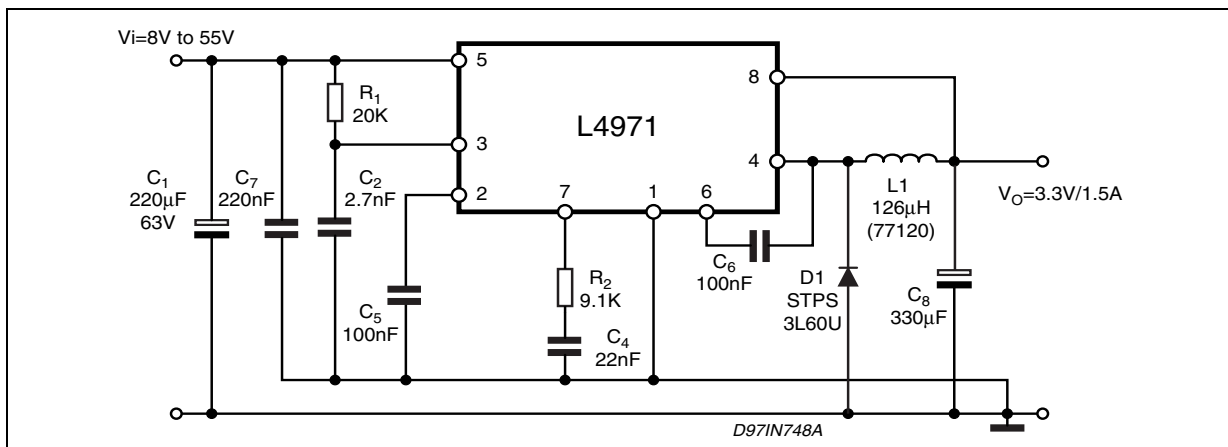 Vi=8V to 55V
5
8
R1
20K
L4971
3
4
C1
220μF
63V
C7
220nF
C2
2.7nF
2
7
1
6
L1
126μH
(77120)
VO=3.3V/1.5A
C6
100nF
R2
9.1K
D1
STPS
3L60U
C8
330μF
C5
100nF
C4
22nF
D97IN748A